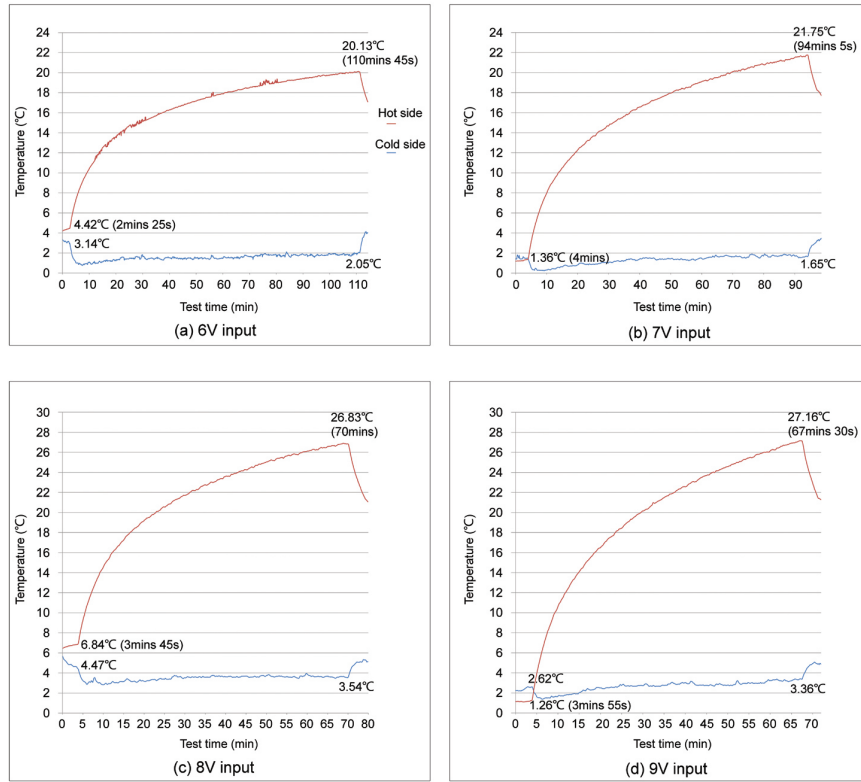 24
22
20
18
16
14
12
10
8
6
4
2
0
Temperature (℃)
20.13℃
(110mins 45s)
Hot side
Cold side
4.42℃ (2mins 25s)
3.14℃
2.05℃
0 10 20 30 40 50 60 70 80 90 100 111
Test time (min)
(a) 6V input
24
22
20
18
16
14
12
10
8
6
4
2
0
Temperature (℃)
21.75℃
(94mins 5s)
1.36℃ (4mins)
1.65℃
0 10 20 30 40 50 60 70 80 90
Test time (min)
(b) 7V input
30
28
26
24
22
20
18
16
14
12
10
8
6
4
2
0
Temperature (℃)
26.83℃
(70mins)
6.84℃ (3mins 45s)
4.47℃
3.54℃
0 5 10 15 20 25 30 35 40 45 50 55 60 65 70 80
Test time (min)
(c) 8V input
30
28
26
24
22
20
18
16
14
12
10
8
6
4
2
0
Temperature (℃)
27.16℃
(67mins 30s)
2.62℃
1.26℃ (3mins 55s)
3.36℃
0 5 10 15 20 25 30 35 40 45 50 55 60 65 70
Test time (min)
(d) 9V input